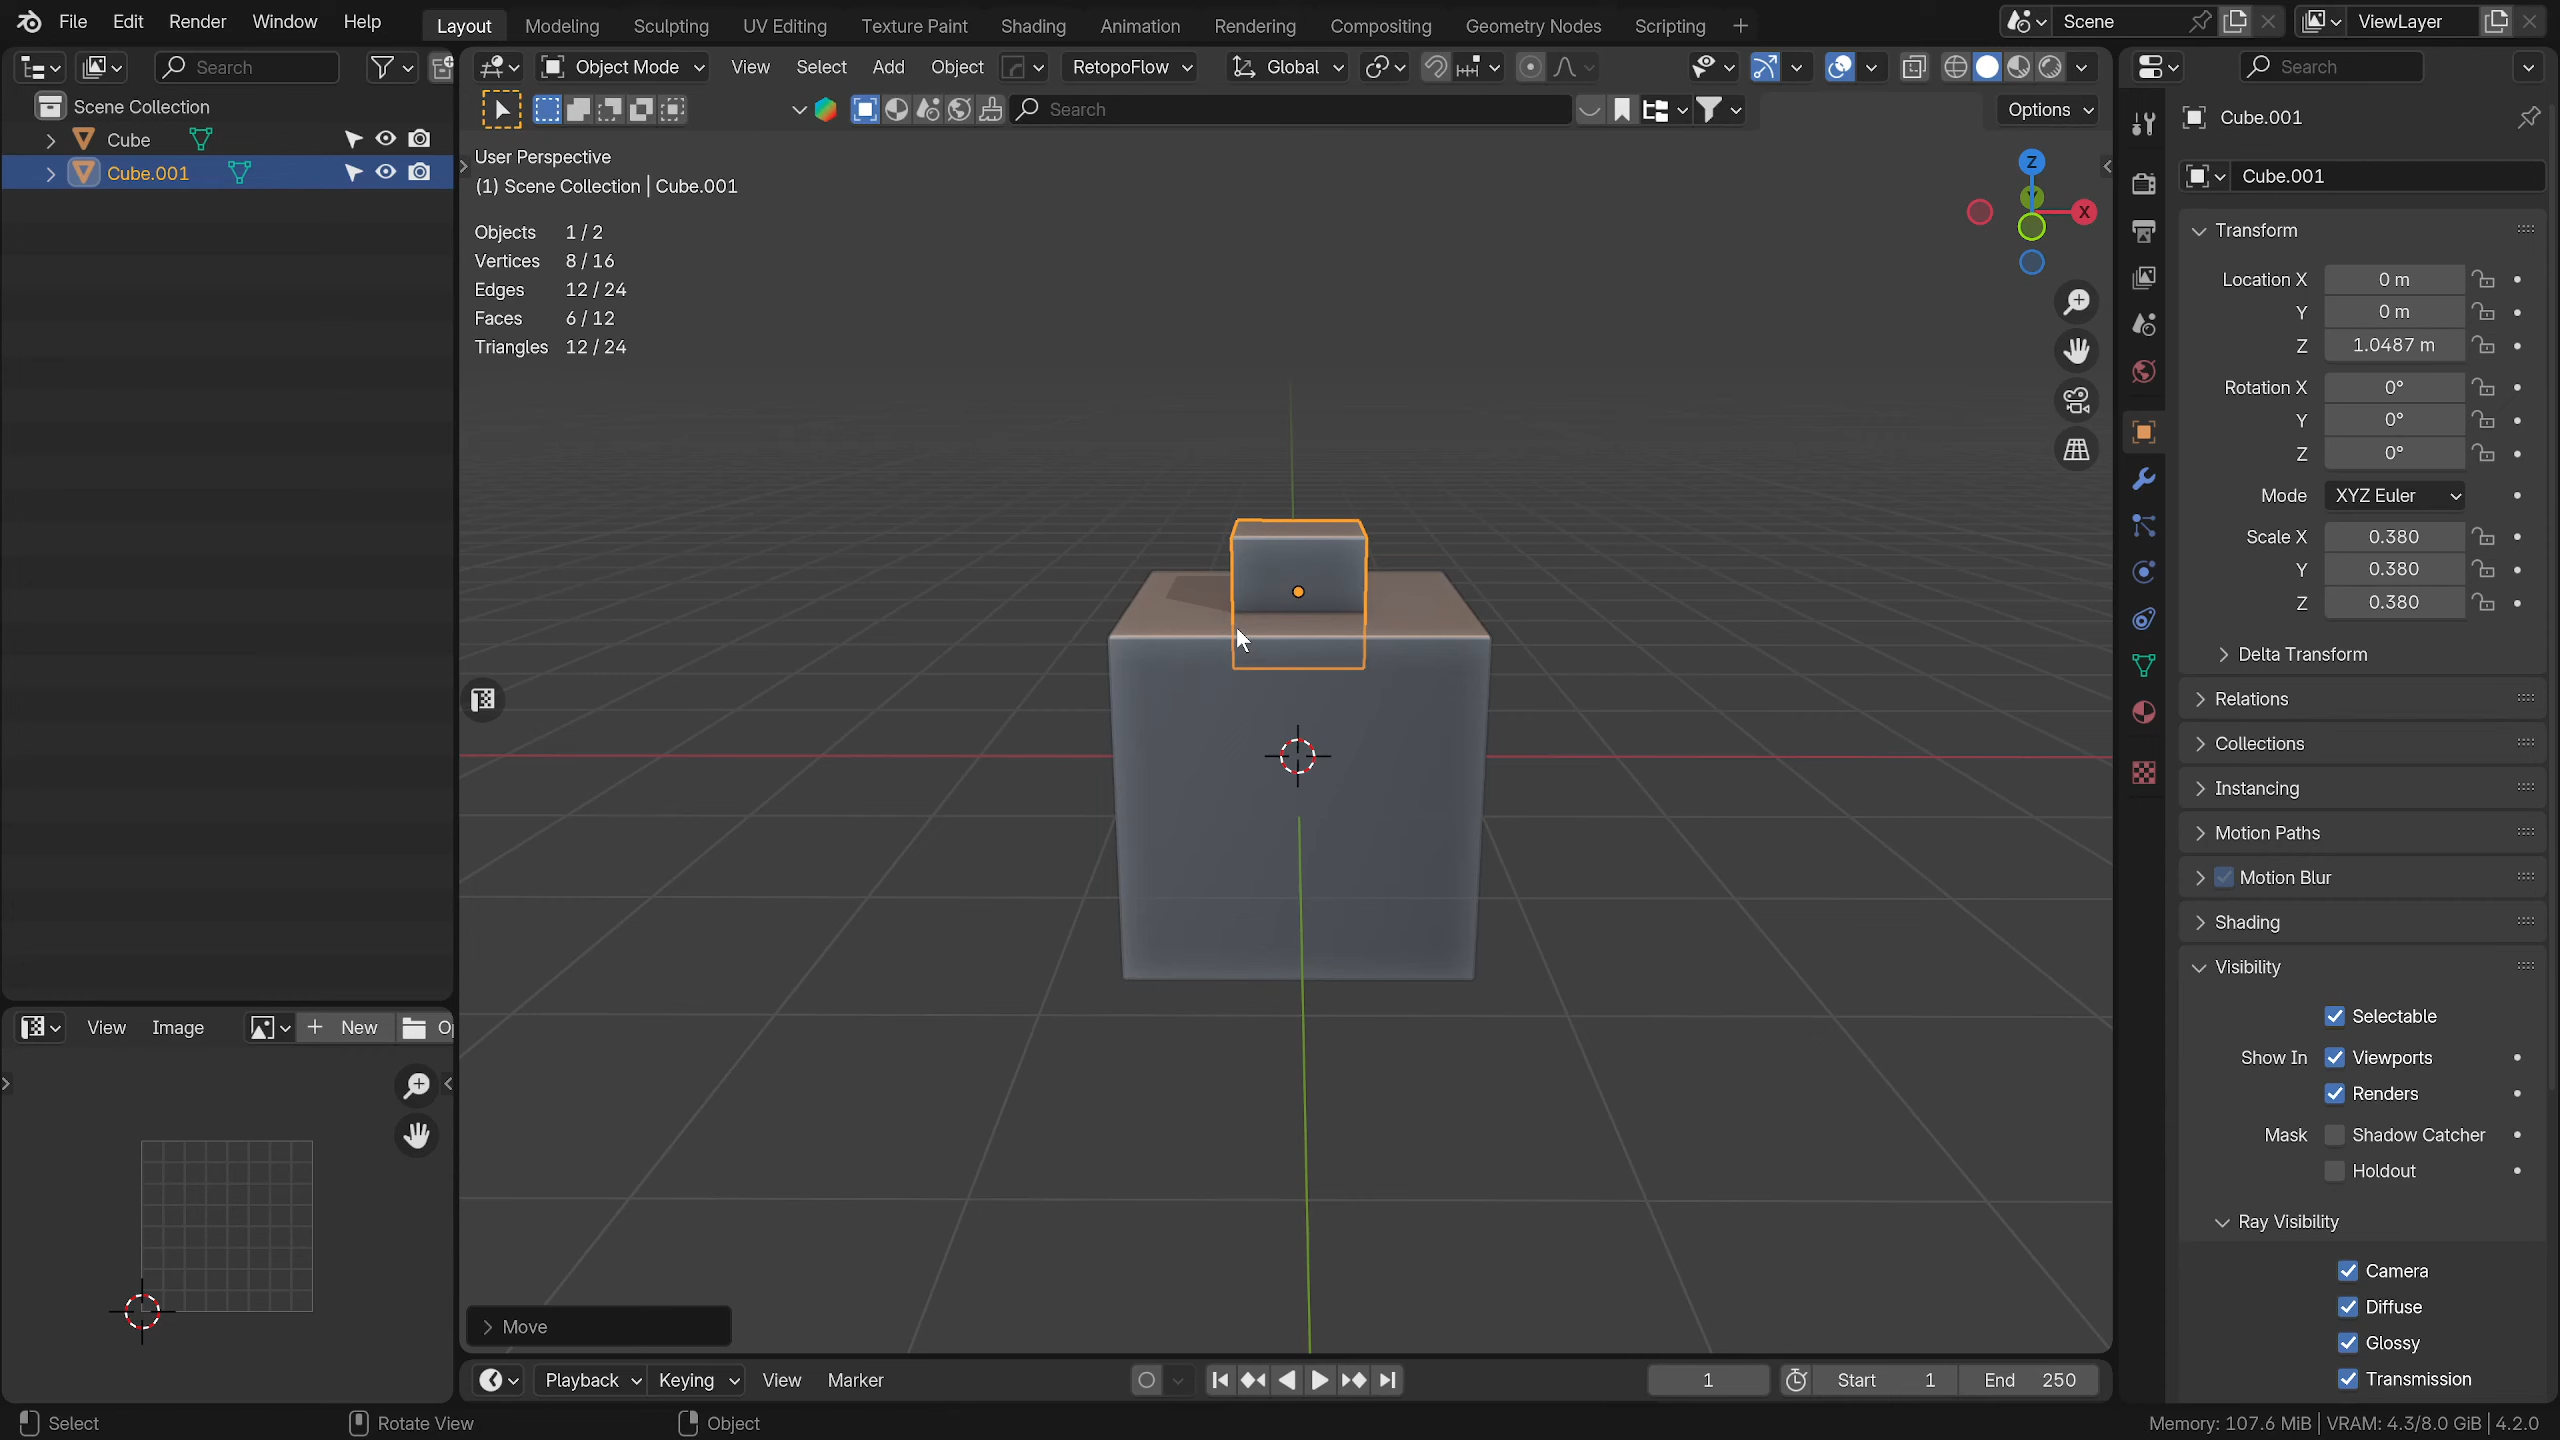 File Edit Render Window Help Layout Modeling Sculpting UV Editing Texture Paint Shading Animation Rendering Compositing Geometry Nodes Scripting Scene ViewLayer
Search Object Mode View Select Add Object RetopoFlow Global Search
Scene Collection
Cube
Cube.001
Search Options
User Perspective
(1) Scene Collection | Cube.001
Objects 1 / 2
Vertices 8 / 16
Edges 12 / 24
Faces 6 / 12
Triangles 12 / 24
Z
X
Cube.001
Cube.001
Transform
Location X 0 m
Y 0 m
Z 1.0487 m
Rotation X 0°
Y 0°
Z 0°
Mode XYZ Euler
Scale X 0.380
Y 0.380
Z 0.380
Delta Transform
Relations
Collections
Instancing
Motion Paths
Motion Blur
Shading
Visibility
Selectable
Show In Viewports
Renders
Mask Shadow Catcher
Holdout
Ray Visibility
Camera
Diffuse
Glossy
Transmission
View Image New
Move
Playback Keying View Marker 1 Start 1 End 250
Select Rotate View Object Memory: 107.6 MiB | VRAM: 4.3/8.0 GiB | 4.2.0